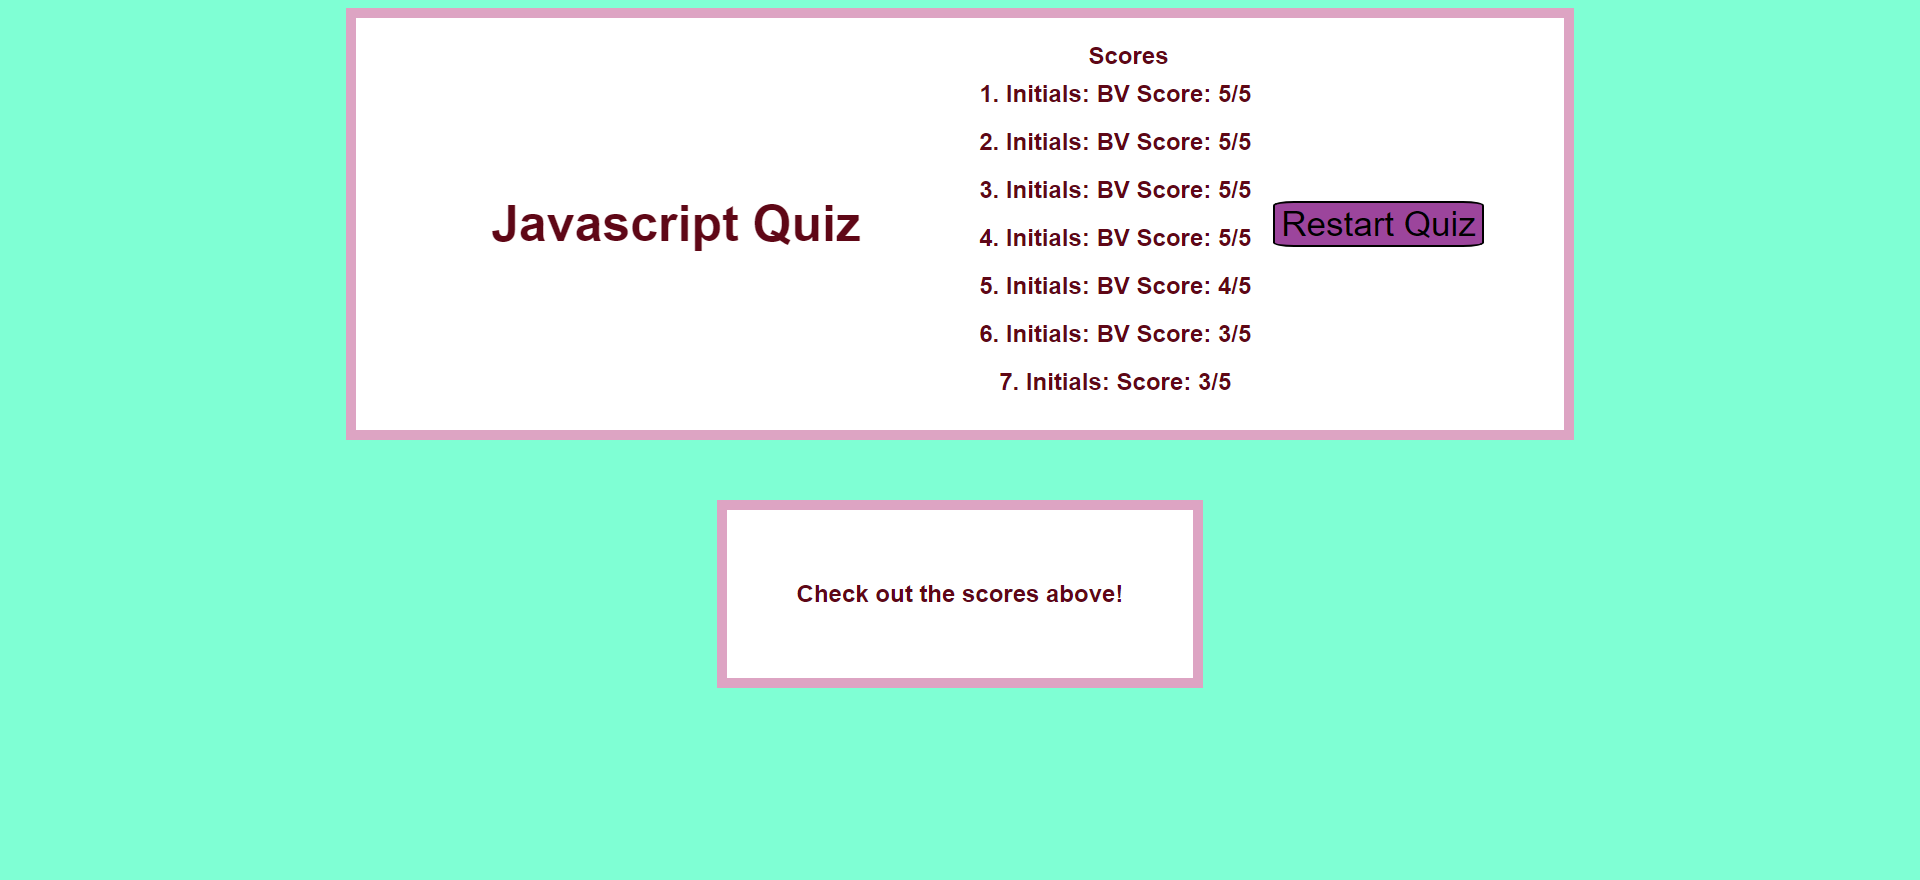 Javascript Quiz
Scores
1. Initials: BV Score: 5/5
2. Initials: BV Score: 5/5
3. Initials: BV Score: 5/5
4. Initials: BV Score: 5/5
5. Initials: BV Score: 4/5
6. Initials: BV Score: 3/5
7. Initials: Score: 3/5
Restart Quiz
Check out the scores above!